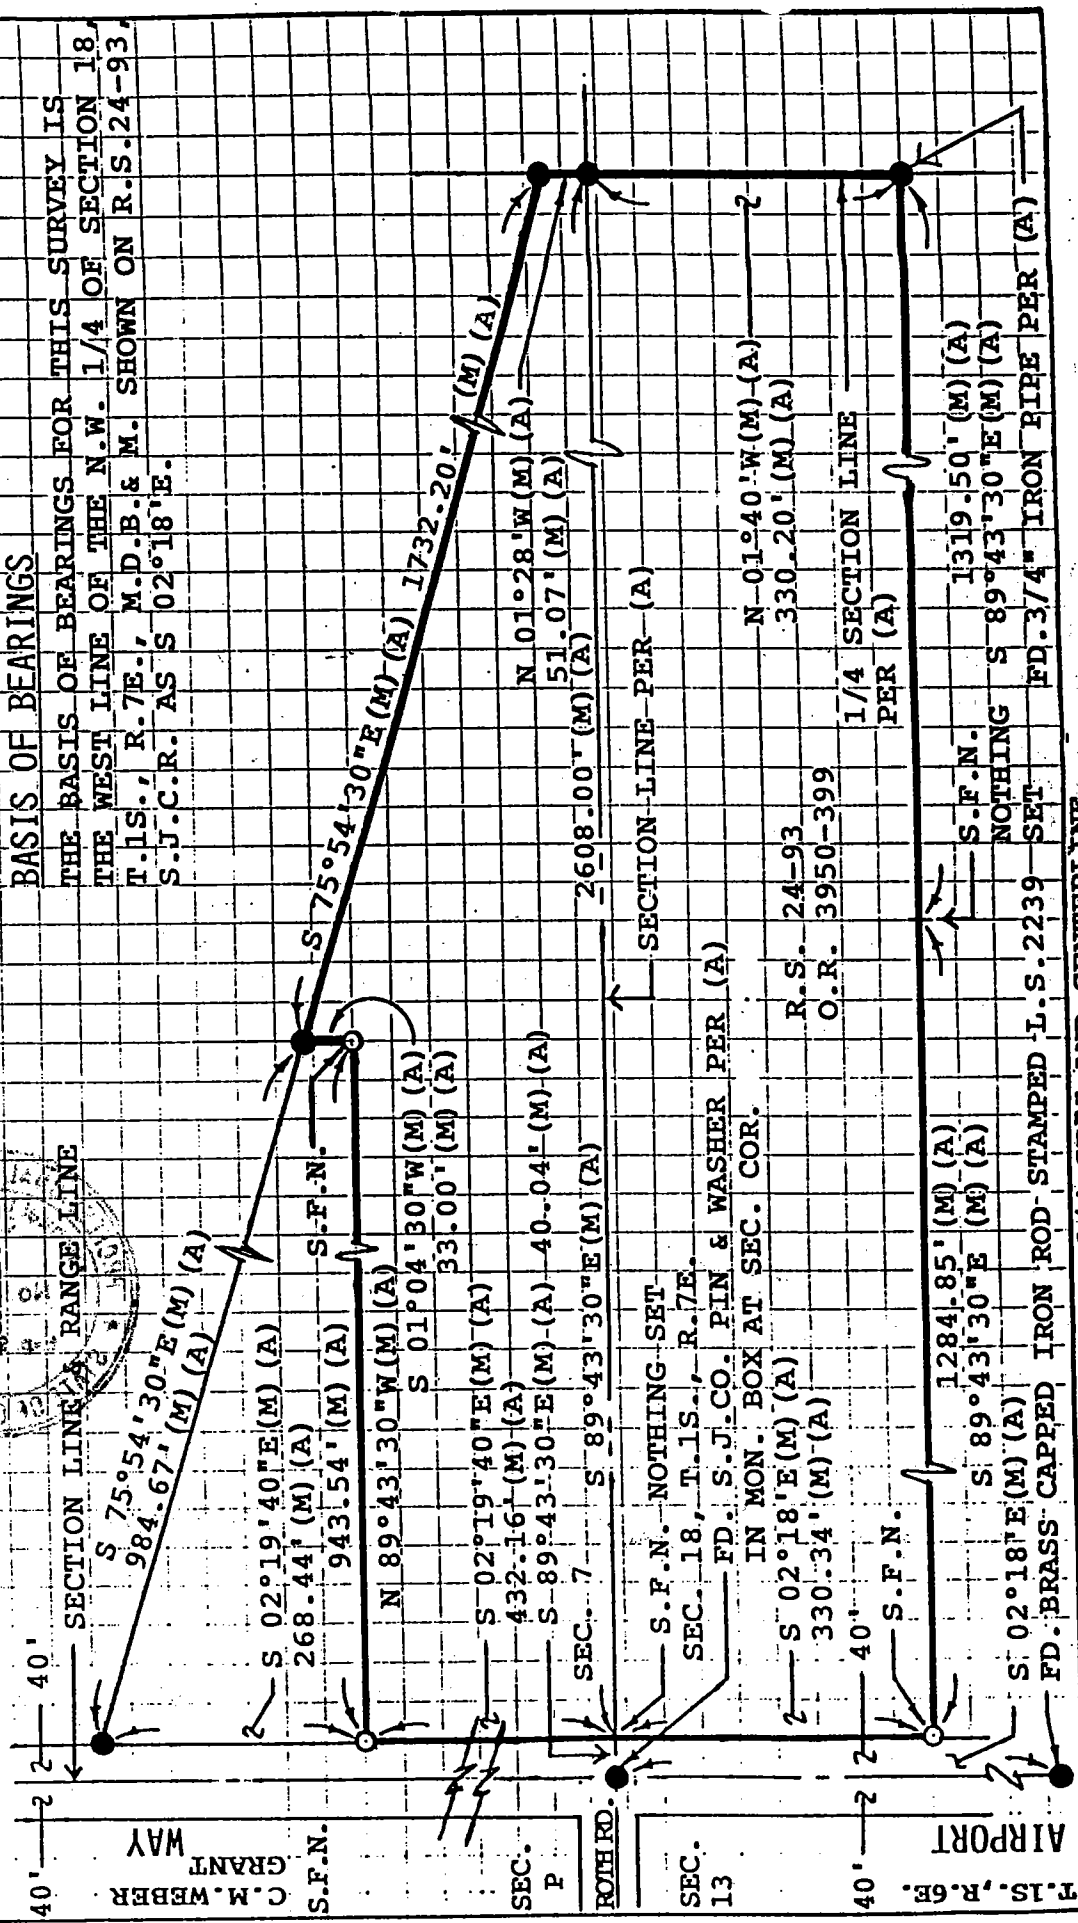 BASIS OF BEARINGS
THE BASIS OF BEARINGS FOR THIS SURVEY IS
THE WEST LINE OF THE N.W. 1/4 OF SECTION 18,
T.1S., R.7E., M.D.B.& M. SHOWN ON R.S.24-93,
S.J.C.R. AS S 02°18'E.
40' 40'
SECTION LINE & RANGE LINE
S 75°54'30"E(M)(A)
984.67'(M)(A)
S 75°54'30"E(M)(A) 1732.20' (M)(A)
S 02°19'40"E(M)(A)
268.44'(M)(A)
S.F.N.
943.54'(M)(A)
N 89°43'30"W(M)(A)
S 01°04'30"W(M)(A)
33.00'(M)(A)
N 01°28'W(M)(A)
51.07'(M)(A)
S 02°19'40"E(M)(A)
432.16'(M)(A)
S 89°43'30"E(M)(A) 40.04'(M)(A)
SEC. 7 S 89°43'30"E(M)(A) 2608.00'(M)(A)
SECTION LINE PER (A)
S.F.N. NOTHING SET
SEC. 18, T.1S., R.7E.
FD. S.J.CO. PIN & WASHER PER (A)
IN MON. BOX AT SEC. COR.
N 01°40'W(M)(A)
330.20'(M)(A)
S 02°18'E(M)(A)
330.34'(M)(A)
R.S. 24-93
O.R. 3950-399
1/4 SECTION LINE
PER (A)
40' 40'
S.F.N.
1284.85'(M)(A)
S 89°43'30"E (M)(A)
S.F.N.
NOTHING
SET
1319.50'(M)(A)
S 89°43'30"E(M)(A)
S 02°18'E(M)(A)
FD.3/4" IRON PIPE PER (A)
FD. BRASS CAPPED IRON ROD STAMPED L.S.2239
C.M.WEBER
GRANT
WAY
S.F.N.
SEC.
P
ROTH RD.
SEC.
13
AIRPORT
T.1S.,R.6E.